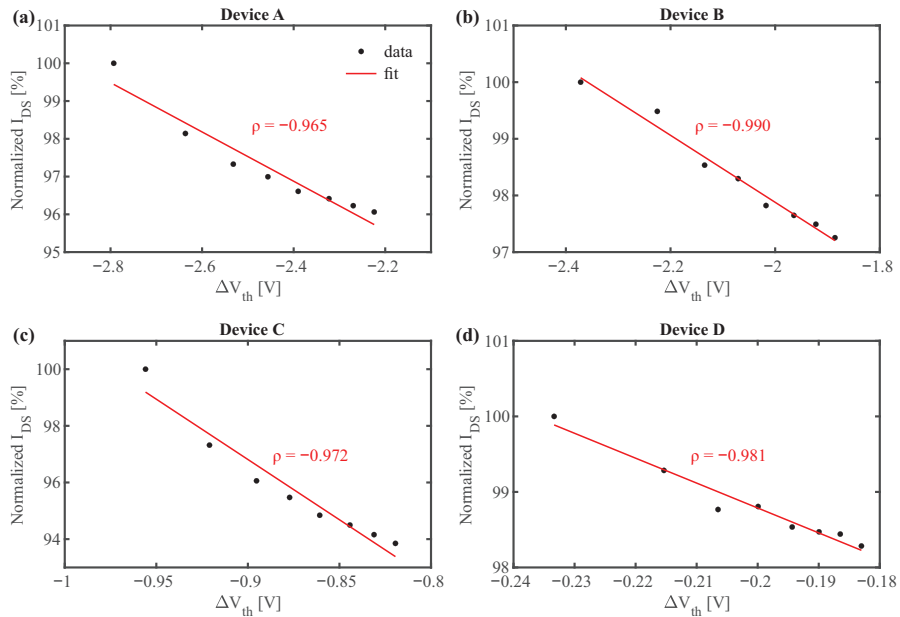 (a) Device A
101
100
99
98
97
96
95
Normalized I_DS [%]
data
fit
ρ = −0.965
−2.8 −2.6 −2.4 −2.2
ΔV_th [V]
(b) Device B
101
100
99
98
97
Normalized I_DS [%]
ρ = −0.990
−2.4 −2.2 −2 −1.8
ΔV_th [V]
(c) Device C
100
98
96
94
Normalized I_DS [%]
ρ = −0.972
−1 −0.95 −0.9 −0.85 −0.8
ΔV_th [V]
(d) Device D
101
100
99
98
Normalized I_DS [%]
ρ = −0.981
−0.24 −0.23 −0.22 −0.21 −0.2 −0.19 −0.18
ΔV_th [V]